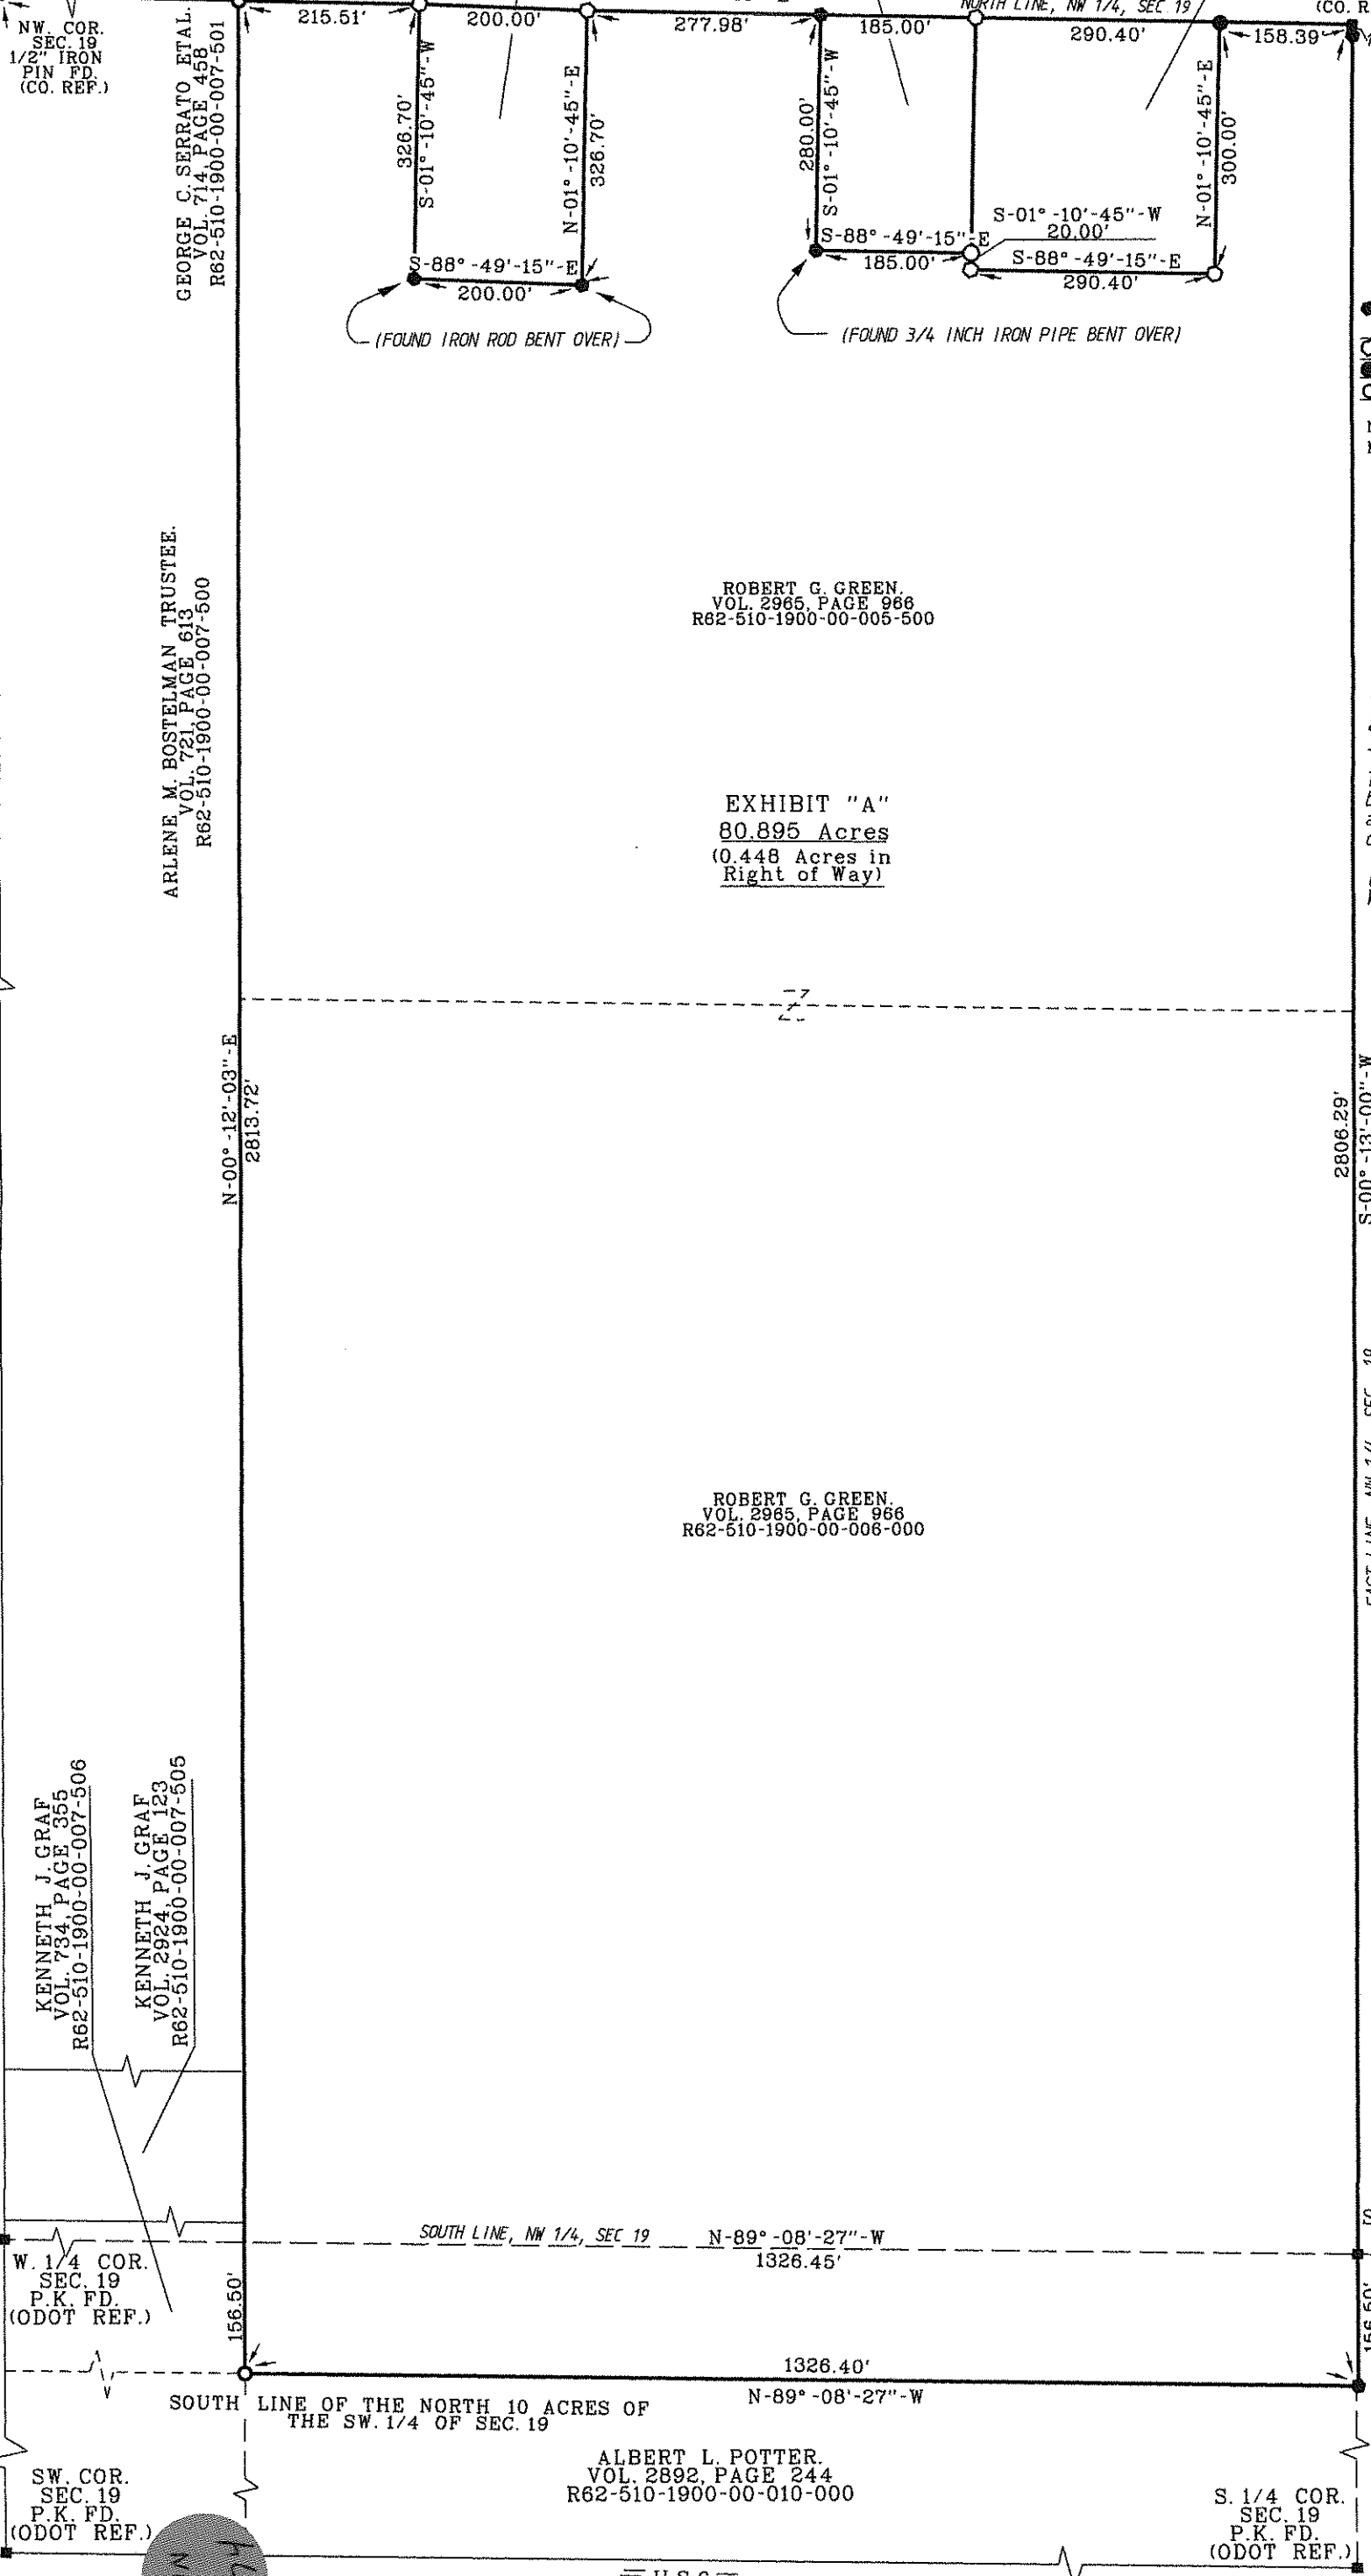 NORTH LINE, NW 1/4, SEC. 19
NW. COR.
SEC. 19
1/2" IRON
PIN FD.
(CO. REF.)
215.51'
200.00'
277.98'
185.00'
290.40'
158.39'
GEORGE C. SERRATO ETAL.
VOL. 714, PAGE 458
R62-510-1900-00-007-501
326.70'
S-01°-10'-45"-W
N-01°-10'-45"-E
326.70'
280.00'
S-01°-10'-45"-W
N-01°-10'-45"-E
300.00'
S-88°-49'-15"-E
200.00'
S-88°-49'-15"-E
185.00'
S-01°-10'-45"-W
20.00'
S-88°-49'-15"-E
290.40'
(FOUND IRON ROD BENT OVER)
(FOUND 3/4 INCH IRON PIPE BENT OVER)
ARLENE M. BOSTELMAN TRUSTEE.
VOL. 721, PAGE 613
R62-510-1900-00-007-500
ROBERT G. GREEN.
VOL. 2965, PAGE 966
R62-510-1900-00-005-500
EXHIBIT "A"
80.895 Acres
(0.448 Acres in
Right of Way)
N-00°-12'-03"-E
2813.72'
2806.29'
S-00°-13'-00"-W
ROBERT G. GREEN.
VOL. 2965, PAGE 966
R62-510-1900-00-006-000
EAST LINE, NW 1/4, SEC. 19
KENNETH J. GRAF
VOL. 734, PAGE 355
R62-510-1900-00-007-506
KENNETH J. GRAF
VOL. 2924, PAGE 123
R62-510-1900-00-007-505
SOUTH LINE, NW 1/4, SEC 19
N-89°-08'-27"-W
1326.45'
W. 1/4 COR.
SEC. 19
P.K. FD.
(ODOT REF.)
156.50'
156.50'
1326.40'
N-89°-08'-27"-W
SOUTH LINE OF THE NORTH 10 ACRES OF
THE SW. 1/4 OF SEC. 19
ALBERT L. POTTER.
VOL. 2892, PAGE 244
R62-510-1900-00-010-000
SW. COR.
SEC. 19
P.K. FD.
(ODOT REF.)
S. 1/4 COR.
SEC. 19
P.K. FD.
(ODOT REF.)